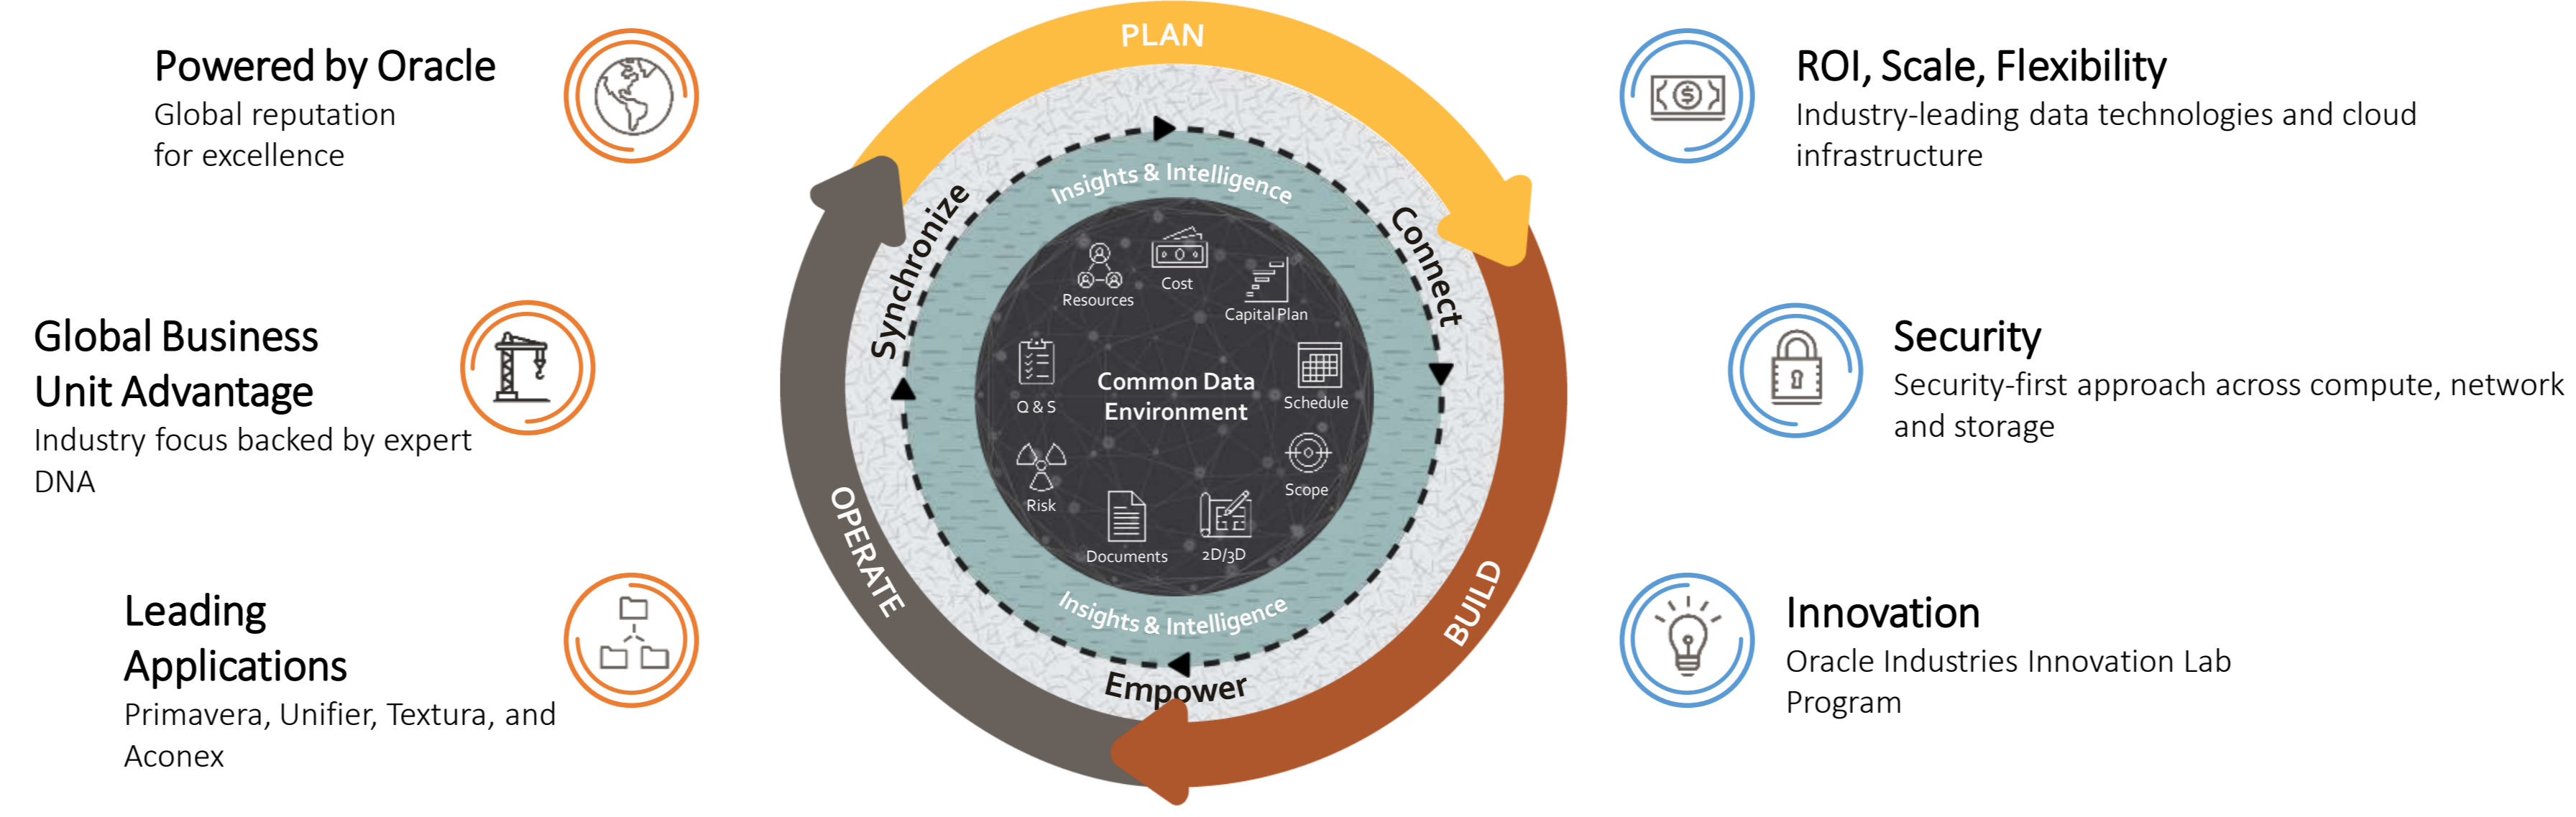 Powered by Oracle
Global reputation
for excellence
Global Business
Unit Advantage
Industry focus backed by expert
DNA
Leading
Applications
Primavera, Unifier, Textura, and
Aconex
PLAN
BUILD
OPERATE
Synchronize
Connect
Empower
Insights & Intelligence
Resources
Cost
Capital Plan
Q & S
Common Data
Environment
Schedule
Risk
Scope
Documents
2D/3D
Insights & Intelligence
ROI, Scale, Flexibility
Industry-leading data technologies and cloud
infrastructure
Security
Security-first approach across compute, network
and storage
Innovation
Oracle Industries Innovation Lab
Program